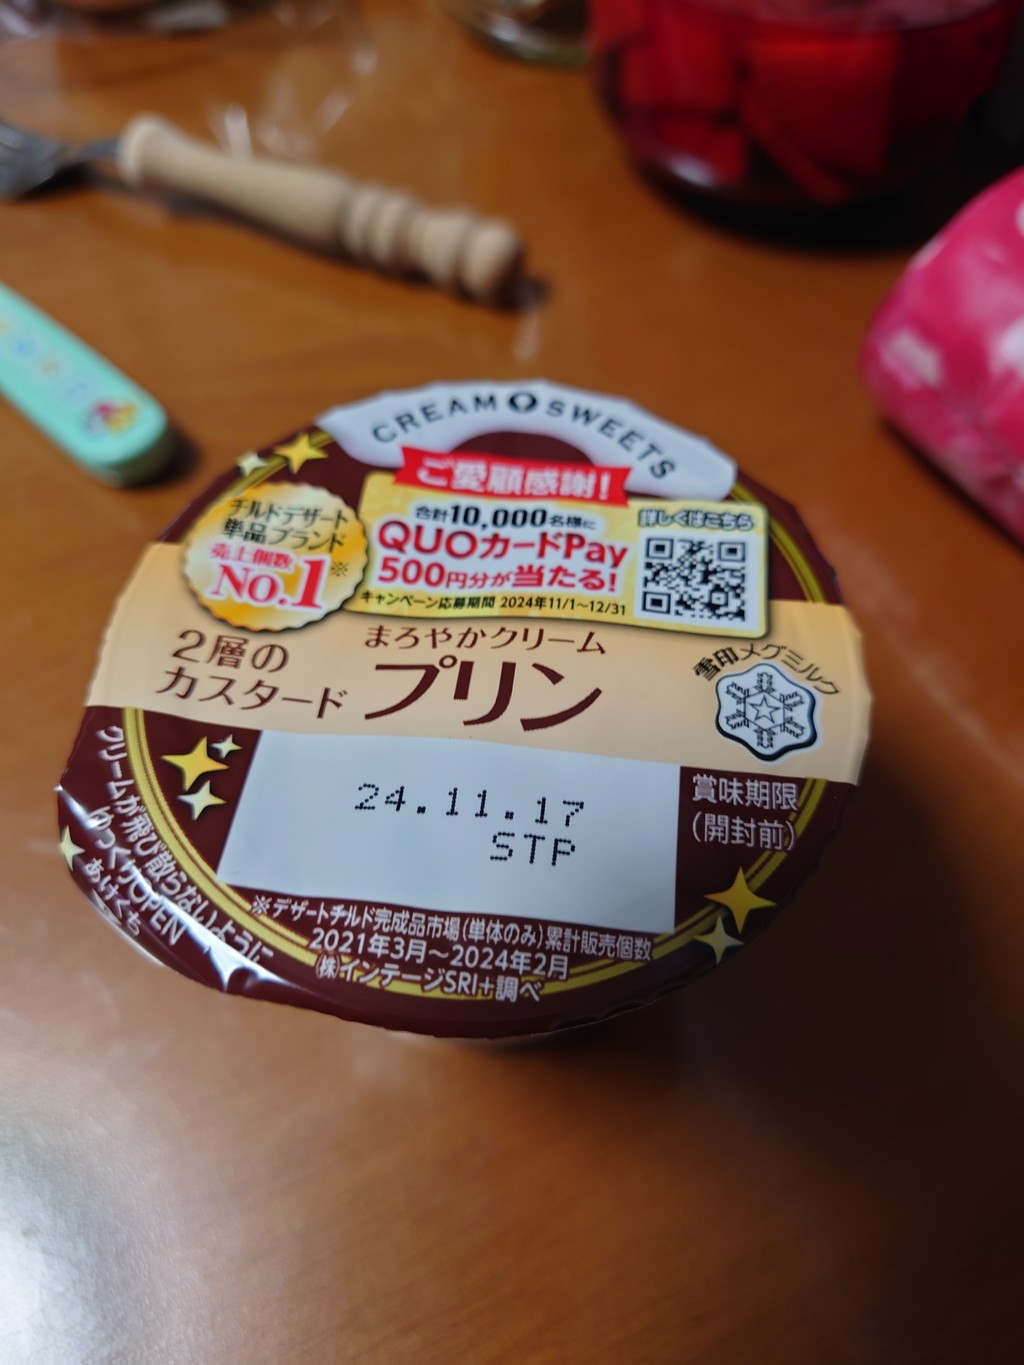 CREAM SWEETS
ご愛顧感謝!
チルドデザート
単品ブランド
売上個数
No.1※
合計10,000名様に
QUOカードPay
500円分が当たる!
キャンペーン応募期間 2024年11/1~12/31
詳しくはこちら
2層の
カスタード
まろやかクリーム
プリン
雪印メグミルク
24.11.17
STP
賞味期限
(開封前)
クリームが飛び散らないように
ゆっくりOPEN
あけくち
※デザートチルド完成品市場(単体のみ)累計販売個数
2021年3月~2024年2月
㈱インテージSRI+調べ